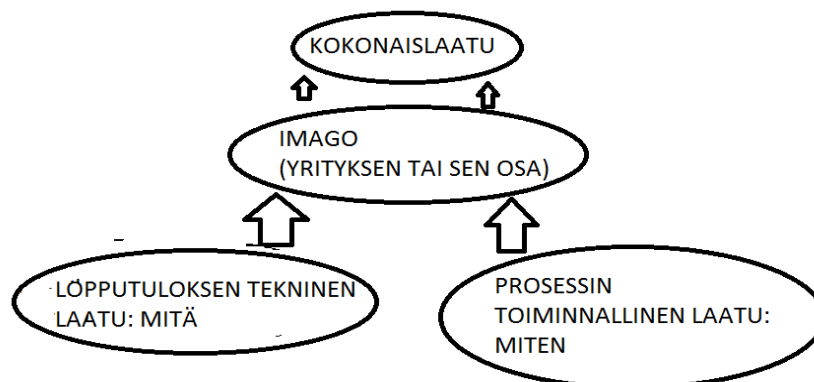 KOKONAISLAATU
IMAGO
(YRITYKSEN TAI SEN OSA)
LOPPUTULOKSEN TEKNINEN
LAATU: MITÄ
PROSESSIN
TOIMINNALLINEN LAATU:
MITEN